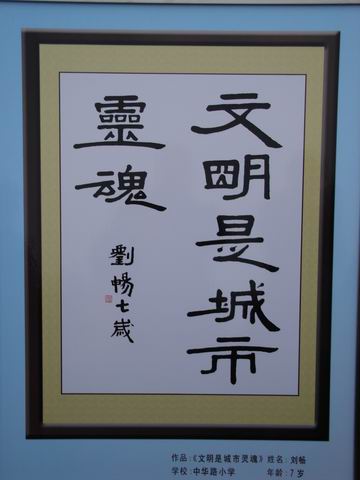 文明是城市
靈魂
劉暢七歲
作品:《文明是城市灵魂》 姓名: 刘畅
学校: 中华路小学 年龄: 7岁